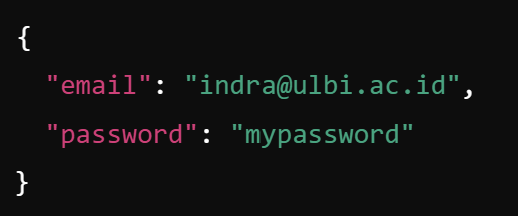 {
"email": "indra@ulbi.ac.id",
"password": "mypassword"
}